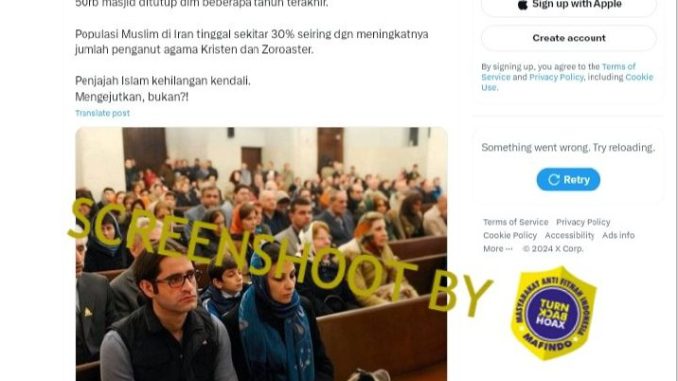 50rb masjid ditutup dlm beberapa tahun terakhir.
Populasi Muslim di Iran tinggal sekitar 30% seiring dgn meningkatnya
jumlah penganut agama Kristen dan Zoroaster.
Penjajah Islam kehilangan kendali.
Mengejutkan, bukan?!
Translate post
SCREENSHOOT BY
Sign up with Apple
Create account
By signing up, you agree to the Terms of
Service and Privacy Policy, including Cookie
Use.
Something went wrong. Try reloading.
Retry
Terms of Service Privacy Policy
Cookie Policy Accessibility Ads info
More ··· © 2024 X Corp.
MASYARAKAT ANTI FITNAH INDONESIA
TURN
BACK
HOAX
MAFINDO